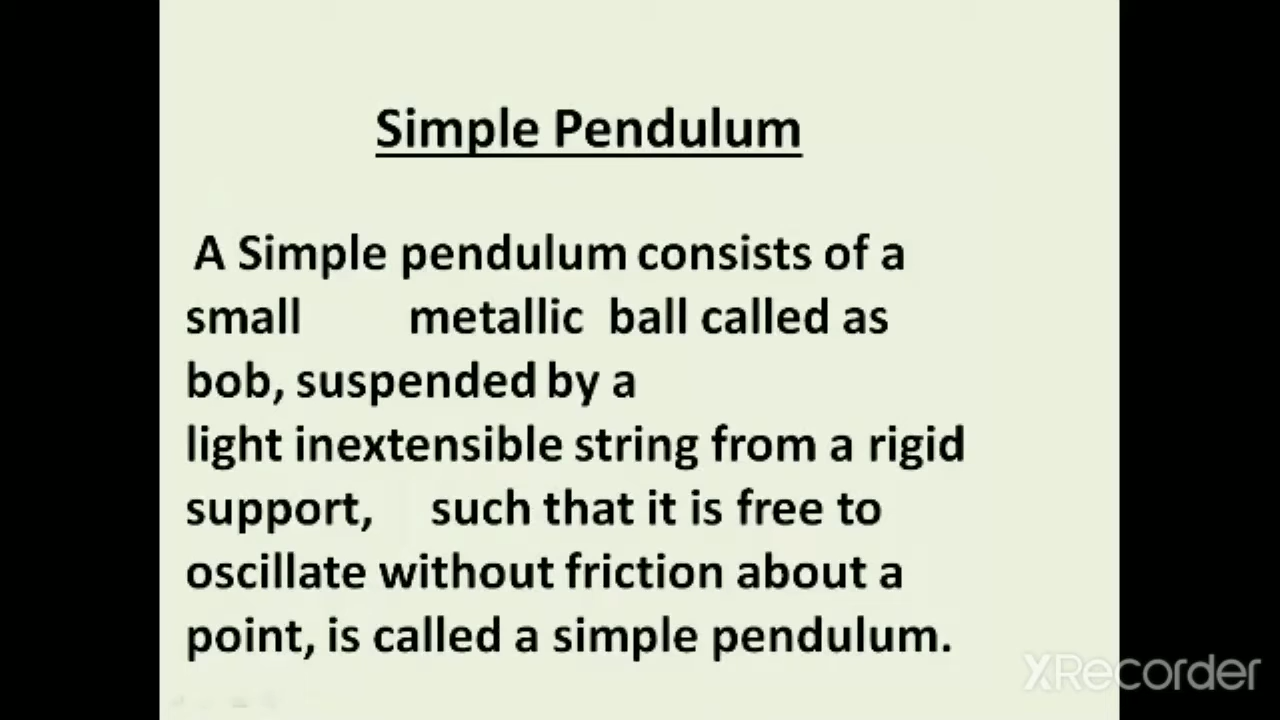 Simple Pendulum
A Simple pendulum consists of a
small metallic ball called as
bob, suspended by a
light inextensible string from a rigid
support, such that it is free to
oscillate without friction about a
point, is called a simple pendulum.
XRecorder